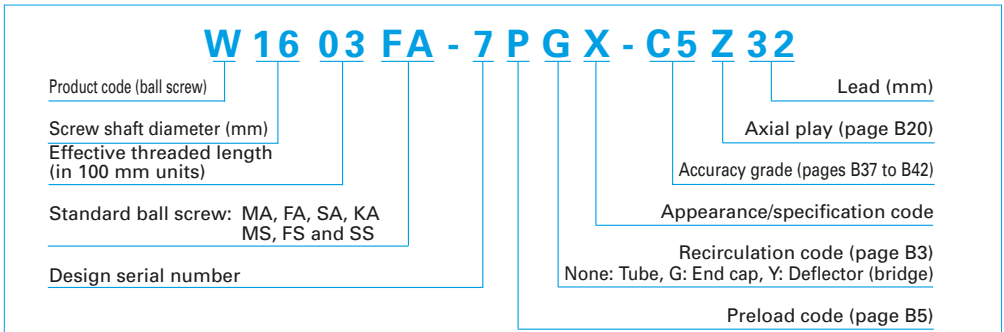 W 16 03 FA - 7 P G X - C5 Z 32
Product code (ball screw)
Screw shaft diameter (mm)
Effective threaded length
(in 100 mm units)
Standard ball screw: MA, FA, SA, KA
MS, FS and SS
Design serial number
Lead (mm)
Axial play (page B20)
Accuracy grade (pages B37 to B42)
Appearance/specification code
Recirculation code (page B3)
None: Tube, G: End cap, Y: Deflector (bridge)
Preload code (page B5)